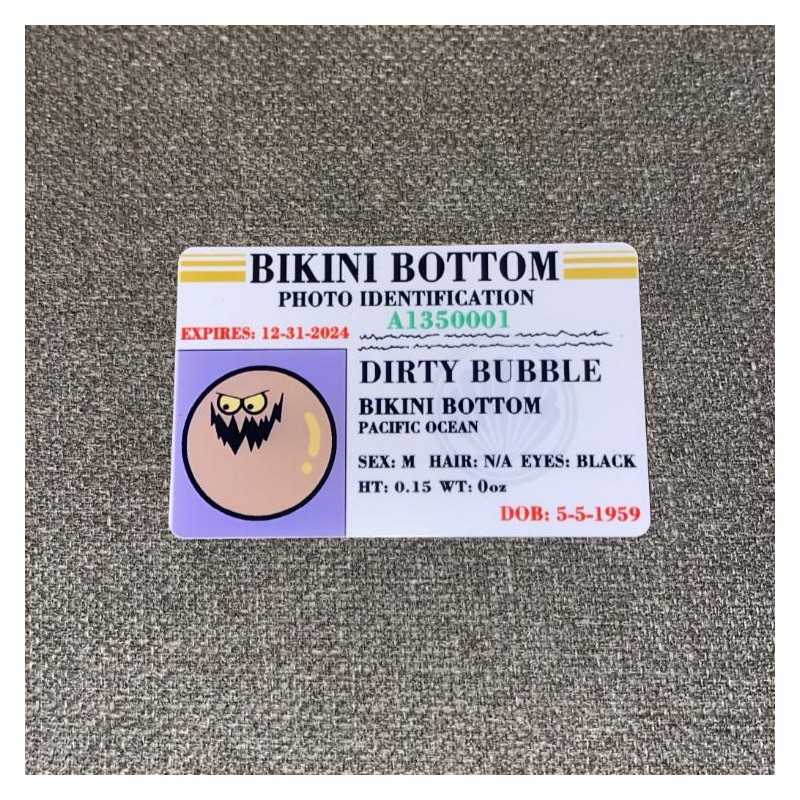 BIKINI BOTTOM
PHOTO IDENTIFICATION
A1350001
EXPIRES: 12-31-2024
DIRTY BUBBLE
BIKINI BOTTOM
PACIFIC OCEAN
SEX: M HAIR: N/A EYES: BLACK
HT: 0.15 WT: 0oz
DOB: 5-5-1959